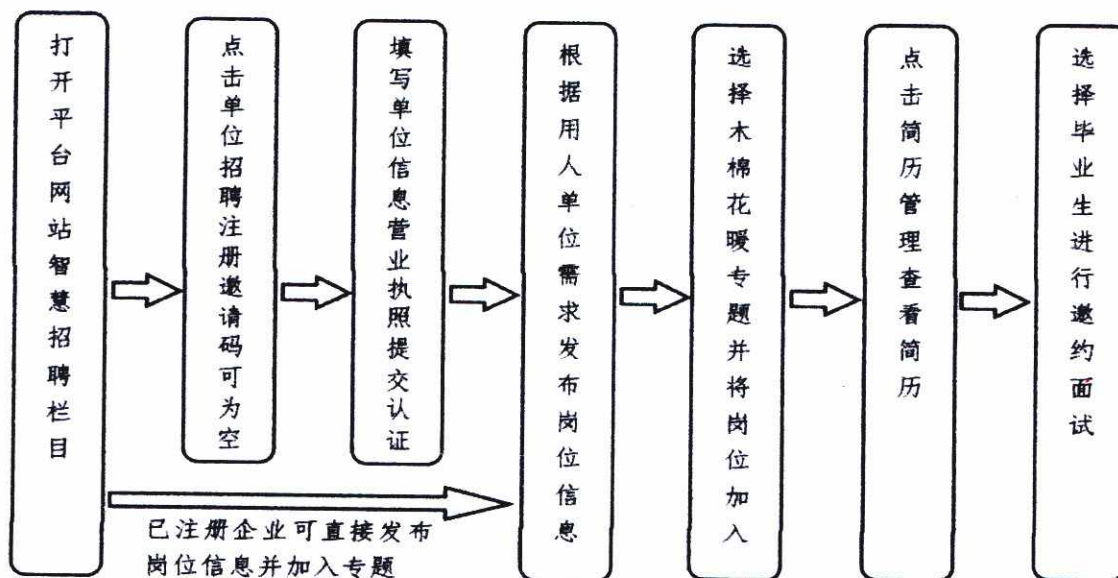 打开平台网站智慧招聘栏目
点击单位招聘注册邀请码可为空
填写单位信息营业执照提交认证
根据用人单位需求发布岗位信息
选择木棉花暖专题并将岗位加入
点击简历管理查看简历
选择毕业生进行邀约面试
已注册企业可直接发布
岗位信息并加入专题